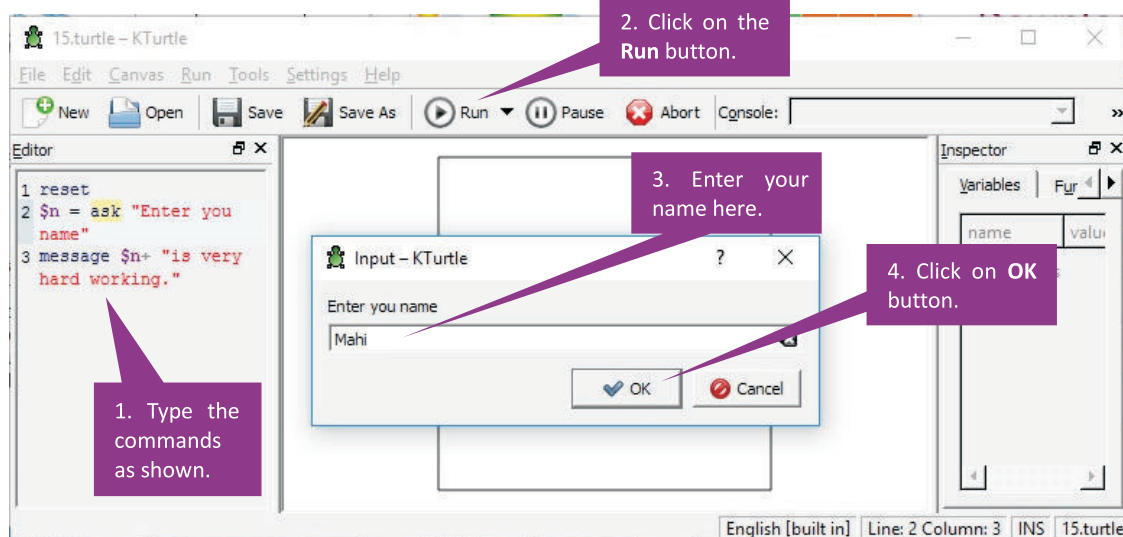 2. Click on the
Run button.
15.turtle – KTurtle
File Edit Canvas Run Tools Settings Help
New Open Save Save As Run Pause Abort Console: »
Editor
1 reset
2 $n = ask "Enter you
name"
3 message $n+ "is very
hard working."
1. Type the
commands
as shown.
3. Enter your
name here.
Input – KTurtle ? ×
Enter you name
Mahi
OK Cancel
4. Click on OK
button.
Inspector
Variables Fur
name valu
English [built in] Line: 2 Column: 3 INS 15.turtle